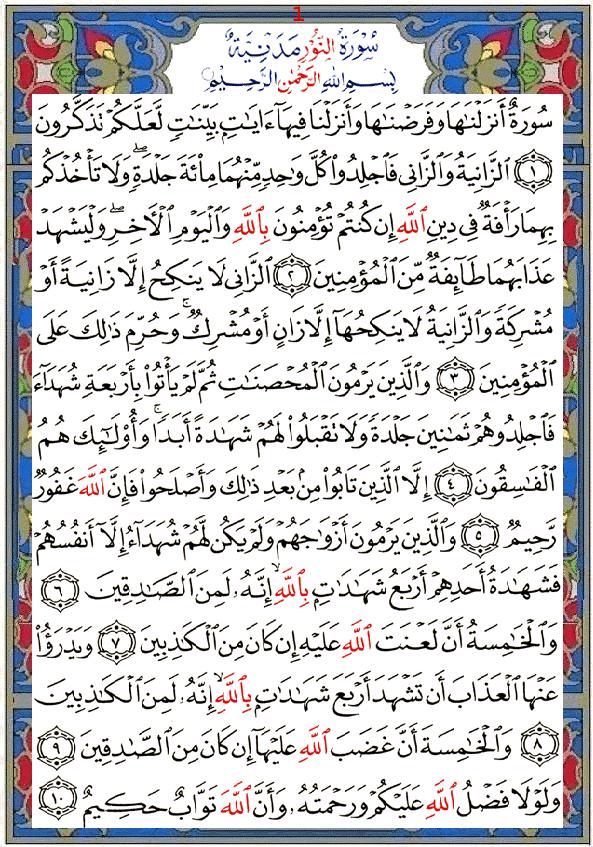 1
سُورَةُ النُّورِ مَدَنِيَّةٌ
بِسْمِ اللَّهِ الرَّحْمَٰنِ الرَّحِيمِ
سُورَةٌ أَنزَلْنَٰهَا وَفَرَضْنَٰهَا وَأَنزَلْنَا فِيهَآ ءَايَٰتٍۭ بَيِّنَٰتٍ لَّعَلَّكُمْ تَذَكَّرُونَ
﴿١﴾ ٱلزَّانِيَةُ وَٱلزَّانِى فَٱجْلِدُوا۟ كُلَّ وَٰحِدٍ مِّنْهُمَا مِا۟ئَةَ جَلْدَةٍ ۖ وَلَا تَأْخُذْكُم
بِهِمَا رَأْفَةٌ فِى دِينِ ٱللَّهِ إِن كُنتُمْ تُؤْمِنُونَ بِٱللَّهِ وَٱلْيَوْمِ ٱلْأَخِرِ ۖ وَلْيَشْهَدْ
عَذَابَهُمَا طَآئِفَةٌ مِّنَ ٱلْمُؤْمِنِينَ ﴿٢﴾ ٱلزَّانِى لَا يَنكِحُ إِلَّا زَانِيَةً أَوْ
مُشْرِكَةً وَٱلزَّانِيَةُ لَا يَنكِحُهَآ إِلَّا زَانٍ أَوْ مُشْرِكٌ ۚ وَحُرِّمَ ذَٰلِكَ عَلَى
ٱلْمُؤْمِنِينَ ﴿٣﴾ وَٱلَّذِينَ يَرْمُونَ ٱلْمُحْصَنَٰتِ ثُمَّ لَمْ يَأْتُوا۟ بِأَرْبَعَةِ شُهَدَآءَ
فَٱجْلِدُوهُمْ ثَمَٰنِينَ جَلْدَةً وَلَا تَقْبَلُوا۟ لَهُمْ شَهَٰدَةً أَبَدًا ۚ وَأُو۟لَٰٓئِكَ هُمُ
ٱلْفَٰسِقُونَ ﴿٤﴾ إِلَّا ٱلَّذِينَ تَابُوا۟ مِنۢ بَعْدِ ذَٰلِكَ وَأَصْلَحُوا۟ فَإِنَّ ٱللَّهَ غَفُورٌ
رَّحِيمٌ ﴿٥﴾ وَٱلَّذِينَ يَرْمُونَ أَزْوَٰجَهُمْ وَلَمْ يَكُن لَّهُمْ شُهَدَآءُ إِلَّآ أَنفُسُهُمْ
فَشَهَٰدَةُ أَحَدِهِمْ أَرْبَعُ شَهَٰدَٰتٍۭ بِٱللَّهِ ۙ إِنَّهُۥ لَمِنَ ٱلصَّٰدِقِينَ ﴿٦﴾
وَٱلْخَٰمِسَةُ أَنَّ لَعْنَتَ ٱللَّهِ عَلَيْهِ إِن كَانَ مِنَ ٱلْكَٰذِبِينَ ﴿٧﴾ وَيَدْرَؤُا۟
عَنْهَا ٱلْعَذَابَ أَن تَشْهَدَ أَرْبَعَ شَهَٰدَٰتٍۭ بِٱللَّهِ ۙ إِنَّهُۥ لَمِنَ ٱلْكَٰذِبِينَ
﴿٨﴾ وَٱلْخَٰمِسَةَ أَنَّ غَضَبَ ٱللَّهِ عَلَيْهَآ إِن كَانَ مِنَ ٱلصَّٰدِقِينَ ﴿٩﴾
وَلَوْلَا فَضْلُ ٱللَّهِ عَلَيْكُمْ وَرَحْمَتُهُۥ وَأَنَّ ٱللَّهَ تَوَّابٌ حَكِيمٌ ﴿١٠﴾